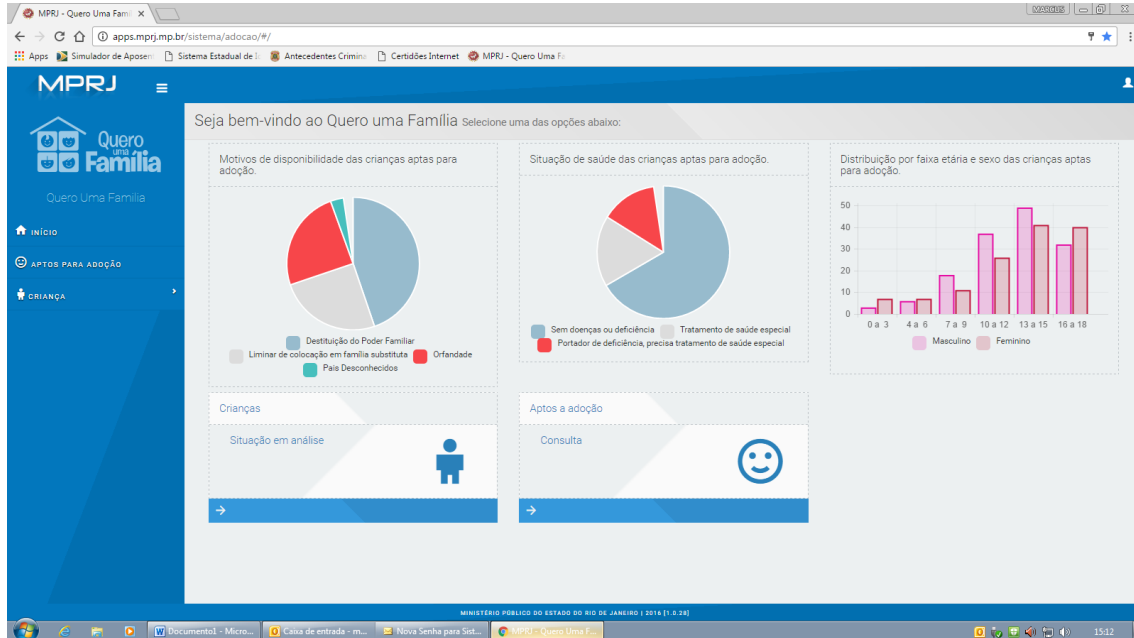 MPRJ - Quero Uma Fam
MARCUS
apps.mprj.mp.br/sistema/adocao/#/
Apps
Simulador de Aposen
Sistema Estadual de I
Antecedentes Crimina
Certidões Internet
MPRJ - Quero Uma Fa
MPRJ
Seja bem-vindo ao Quero uma Família Selecione uma das opções abaixo:
Quero
uma
Família
Quero Uma Familia
INÍCIO
APTOS PARA ADOÇÃO
CRIANÇA
Motivos de disponibilidade das crianças aptas para
adoção.
Destituição do Poder Familiar
Liminar de colocação em família substituta
Orfandade
Pais Desconhecidos
Situação de saúde das crianças aptas para adoção.
Sem doenças ou deficiência
Tratamento de saúde especial
Portador de deficiência, precisa tratamento de saúde especial
Distribuição por faixa etária e sexo das crianças aptas
para adoção.
50
40
30
20
10
0
0 a 3 4 a 6 7 a 9 10 a 12 13 a 15 16 a 18
Masculino Feminino
Crianças
Situação em análise
Aptos a adoção
Consulta
MINISTÉRIO PÚBLICO DO ESTADO DO RIO DE JANEIRO | 2016 [1.0.28]
Documento1 - Micro...
Caixa de entrada - m...
Nova Senha para Sist...
MPRJ - Quero Uma F...
15:12